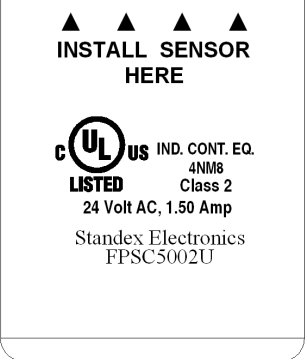 ▲ ▲ ▲ ▲
INSTALL SENSOR
HERE
C UL US IND. CONT. EQ.
4NM8
LISTED Class 2
24 Volt AC, 1.50 Amp
Standex Electronics
FPSC5002U